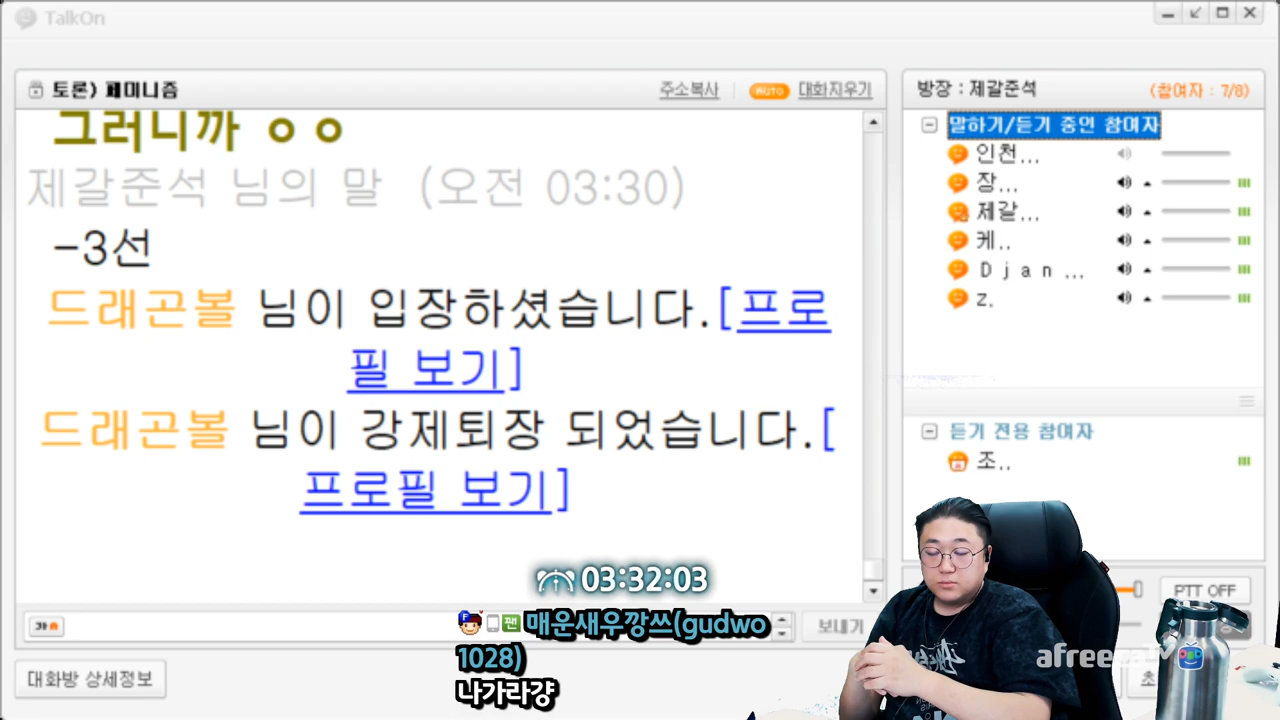 TalkOn
토론) 페미니즘
주소복사
AUTO
대화지우기
그러니까 ㅇㅇ
제갈준석 님의 말 (오전 03:30)
-3선
드래곤볼 님이 입장하셨습니다.[프로
필 보기]
드래곤볼 님이 강제퇴장 되었습니다.[
프로필 보기]
가
보내기
대화방 상세정보
방장 : 제갈준석
(참여자 : 7/8)
말하기/듣기 중인 참여자
인천...
장...
제갈...
케..
Djan ...
z.
듣기 전용 참여자
조..
PTT OFF
초
03:32:03
F
팬
매운새우깡쓰(gudwo
1028)
나가라걍
afreecaTV